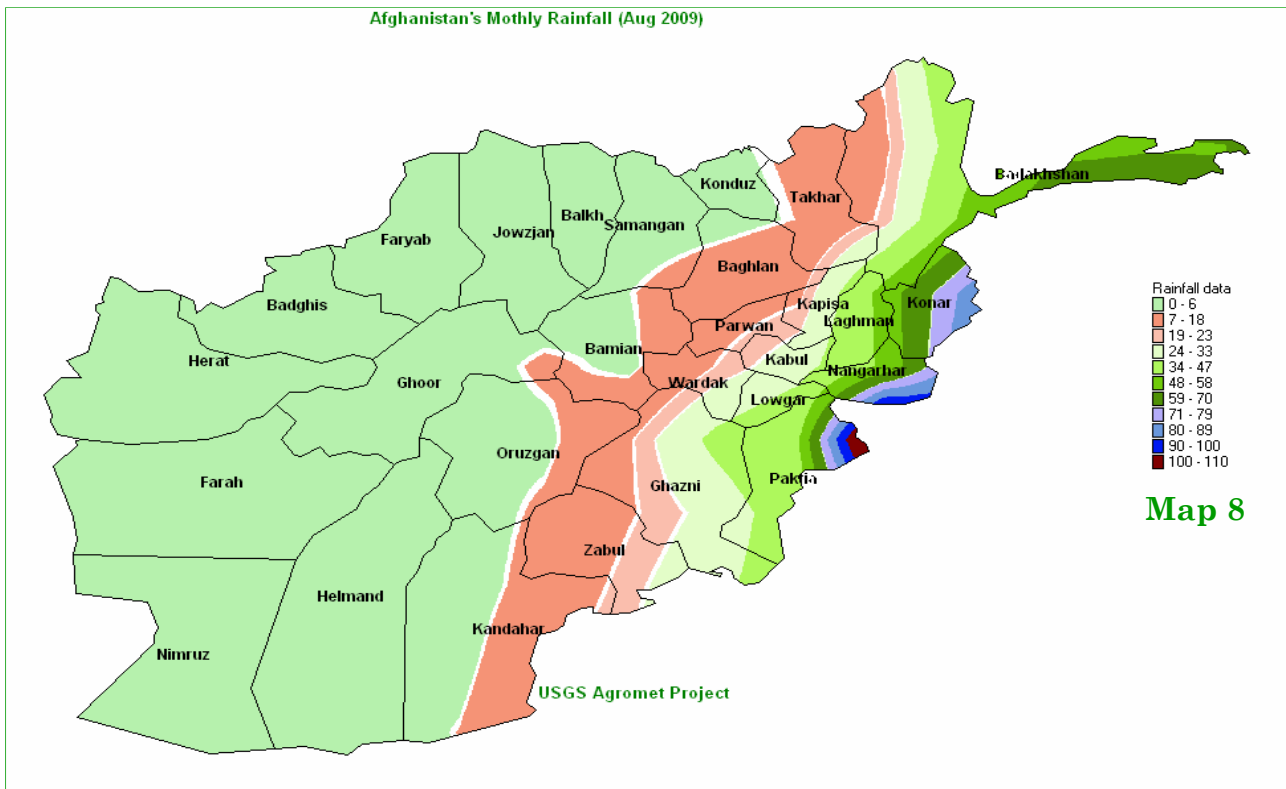 Afghanistan's Mothly Rainfall (Aug 2009)
Badakhshan
Konduz
Takhar
Balkh
Samangan
Jowzjan
Faryab
Baghlan
Rainfall data
0 - 6
7 - 18
19 - 23
24 - 33
34 - 47
48 - 58
59 - 70
71 - 79
80 - 89
90 - 100
100 - 110
Badghis
Kapisa
Konar
Laghman
Parwan
Herat
Bamian
Kabul
Nangarhar
Ghoor
Wardak
Lowgar
Oruzgan
Farah
Ghazni
Paktia
Map 8
Zabul
Helmand
Kandahar
Nimruz
USGS Agromet Project